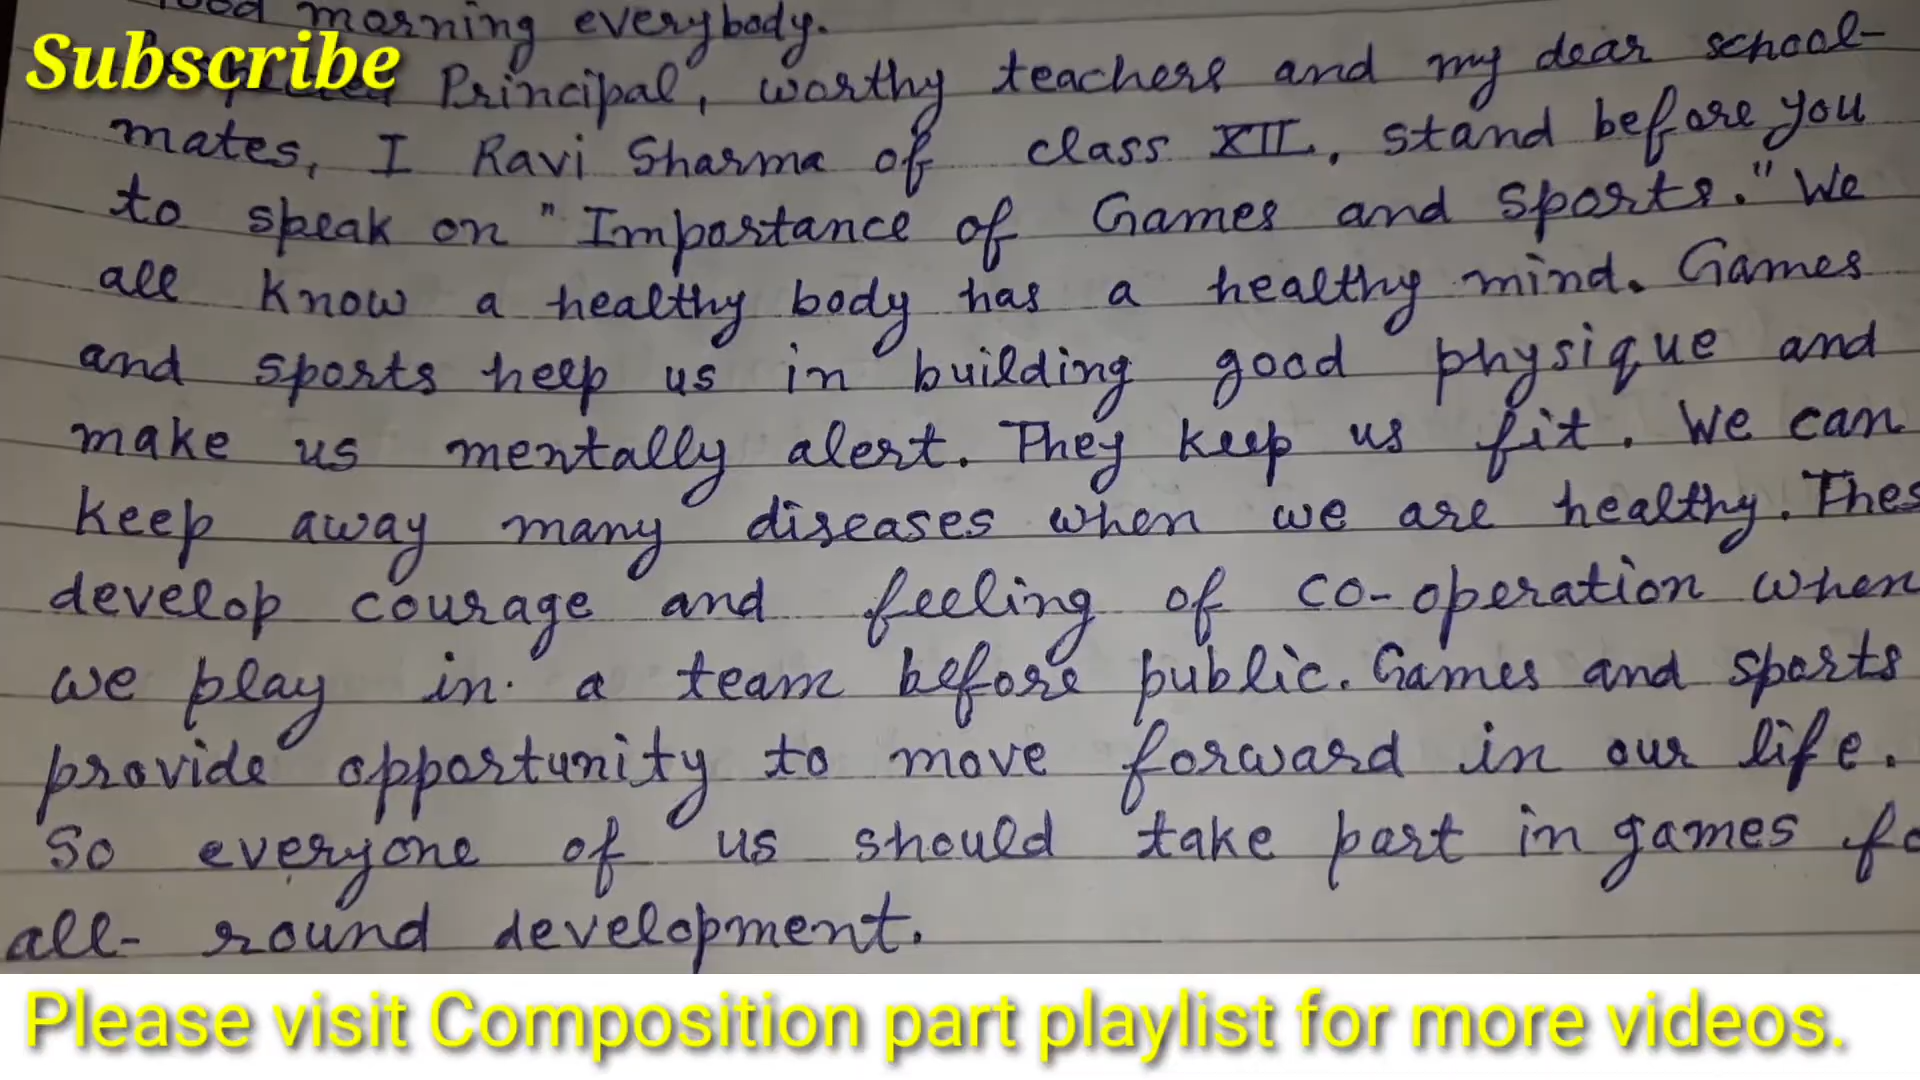 morning everybody.
Subscribe
Principal, worthy teachers and my dear school-
mates, I Ravi Sharma of class XII, stand before you
to speak on "Importance of Games and Sports." We
all know a healthy body has a healthy mind. Games
and sports help us in building good physique and
make us mentally alert. They keep us fit. We can
keep away many diseases when we are healthy. Thes
develop courage and feeling of co-operation when
we play in a team before public. Games and sports
provide opportunity to move forward in our life.
So everyone of us should take part in games fo
all-round development.
Please visit Composition part playlist for more videos.